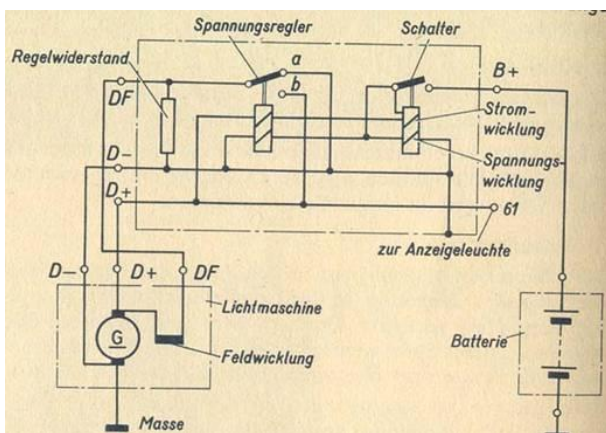 Spannungsregler
Schalter
Regelwiderstand
a
B+
DF
b
Strom-
wicklung
D-
Spannungs-
wicklung
D+
61
zur Anzeigeleuchte
D- D+ DF
Lichtmaschine
G
Batterie
Feldwicklung
Masse